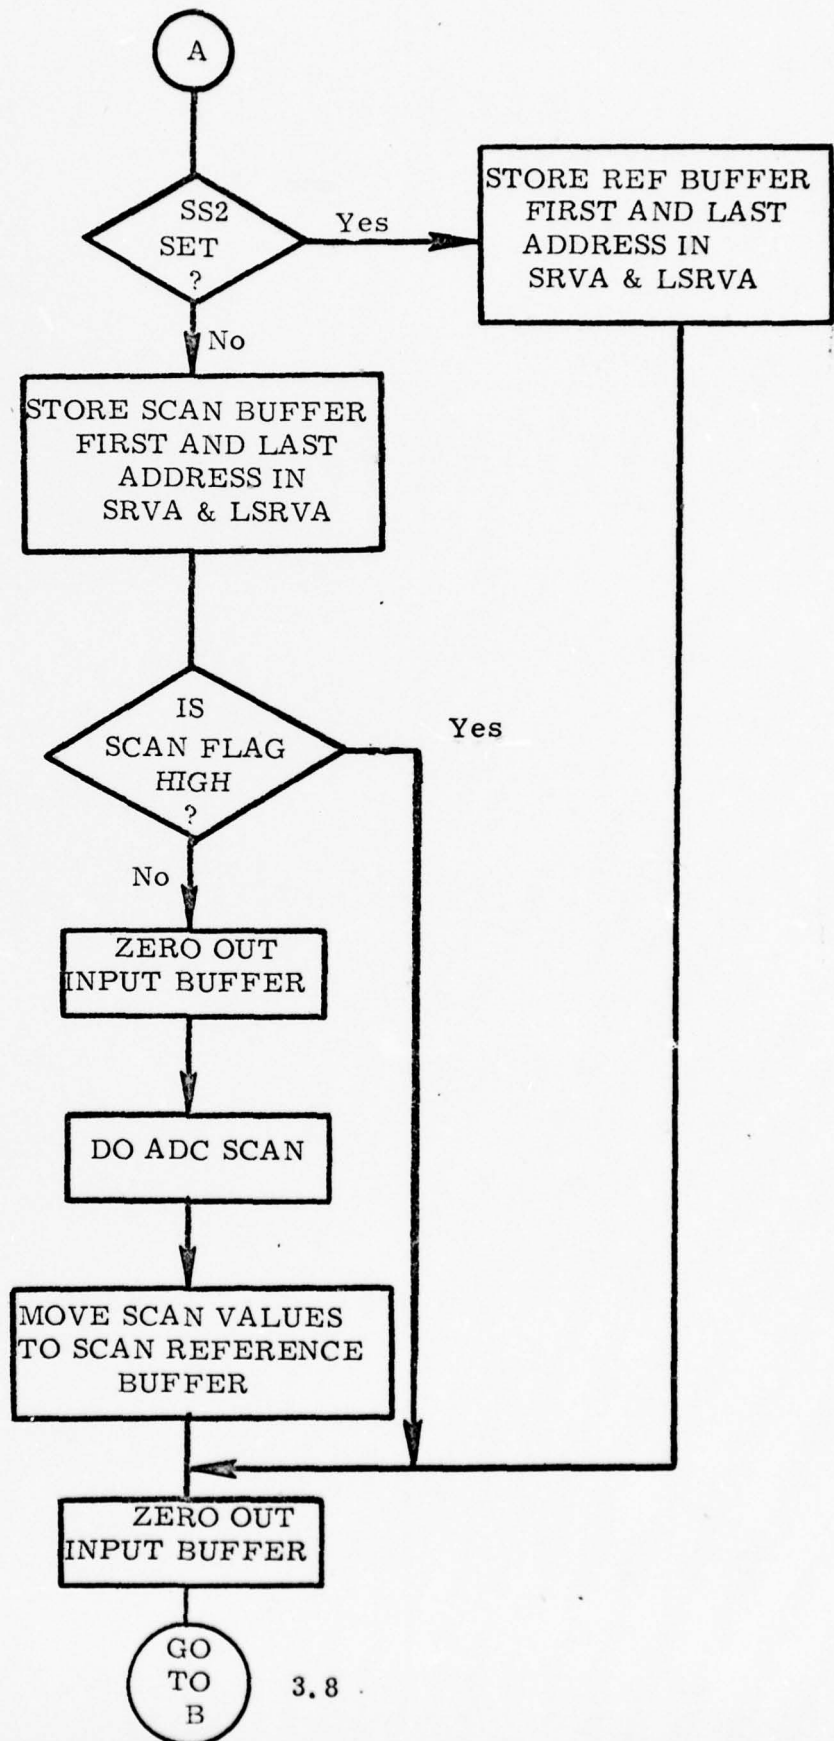 A
SS2
SET
?
Yes
STORE REF BUFFER
FIRST AND LAST
ADDRESS IN
SRVA & LSRVA
No
STORE SCAN BUFFER
FIRST AND LAST
ADDRESS IN
SRVA & LSRVA
IS
SCAN FLAG
HIGH
?
Yes
No
ZERO OUT
INPUT BUFFER
DO ADC SCAN
MOVE SCAN VALUES
TO SCAN REFERENCE
BUFFER
ZERO OUT
INPUT BUFFER
GO
TO
B
3.8